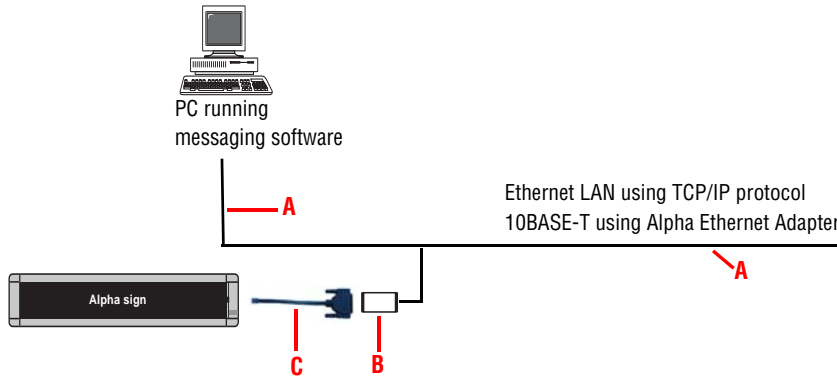 PC running
messaging software
A
Ethernet LAN using TCP/IP protocol
10BASE-T using Alpha Ethernet Adapter
A
Alpha sign
C
B